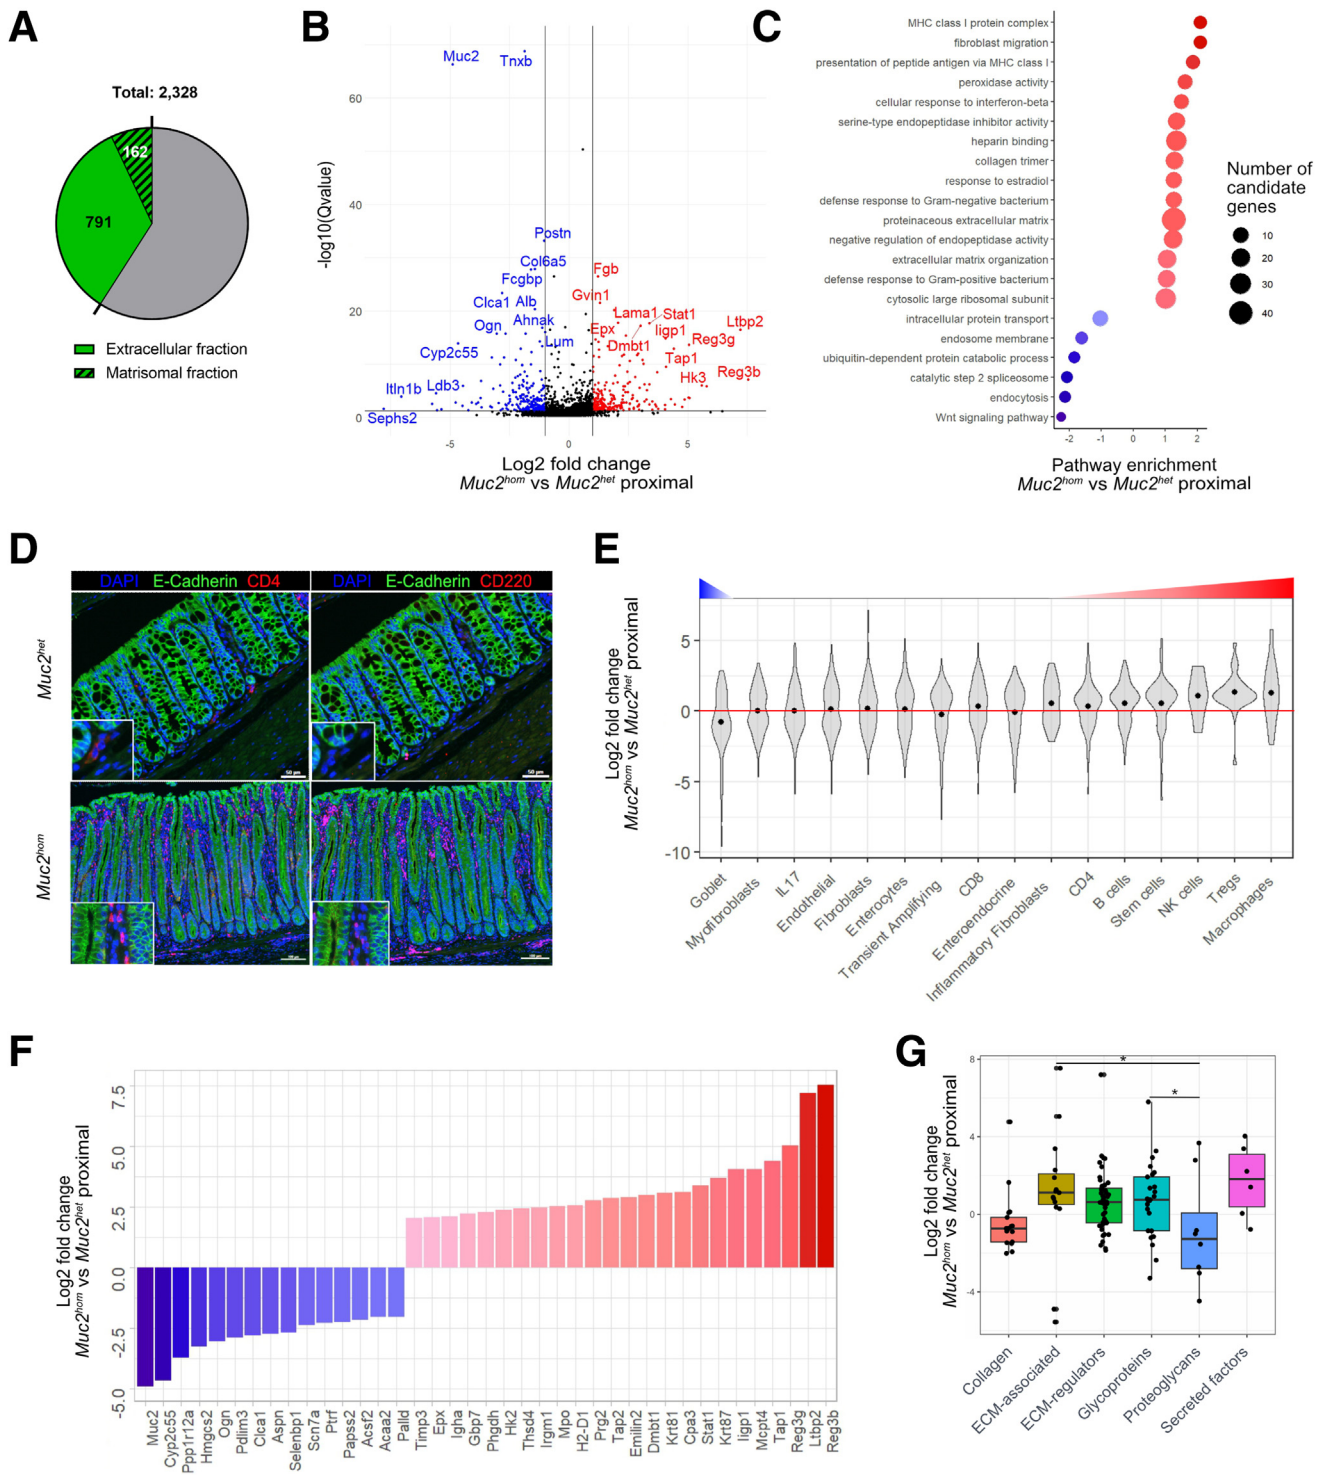 A
Total: 2,328
162
791
Extracellular fraction
Matrisomal fraction
B
-log10(Qvalue)
60
40
20
0
Muc2
Tnxb
Postn
Col6a5
Fcgbp
Fgb
Gvin1
Clca1
Alb
Lama1
Stat1
Ltbp2
Ahnak
Ogn
Epx
Iigp1
Reg3g
Lum
Dmbt1
Cyp2c55
Tap1
Hk3
Reg3b
Itln1b
Ldb3
Sephs2
-5
0
5
Log2 fold change
Muc2hom vs Muc2het proximal
C
MHC class I protein complex
fibroblast migration
presentation of peptide antigen via MHC class I
peroxidase activity
cellular response to interferon-beta
serine-type endopeptidase inhibitor activity
heparin binding
collagen trimer
response to estradiol
defense response to Gram-negative bacterium
proteinaceous extracellular matrix
negative regulation of endopeptidase activity
extracellular matrix organization
defense response to Gram-positive bacterium
cytosolic large ribosomal subunit
intracellular protein transport
endosome membrane
ubiquitin-dependent protein catabolic process
catalytic step 2 spliceosome
endocytosis
Wnt signaling pathway
-2
-1
0
1
2
Pathway enrichment
Muc2hom vs Muc2het proximal
Number of
candidate
genes
10
20
30
40
D
DAPI E-Cadherin CD4
DAPI E-Cadherin CD220
Muc2het
Muc2hom
50 µm
50 µm
100 µm
100 µm
E
Log2 fold change
Muc2hom vs Muc2het proximal
5
0
-5
-10
Goblet
Myofibroblasts
IL17
Endothelial
Fibroblasts
Enterocytes
Transient Amplifying
CD8
Enteroendocrine
Inflammatory Fibroblasts
CD4
B cells
Stem cells
NK cells
Tregs
Macrophages
F
Log2 fold change
Muc2hom vs Muc2het proximal
7.5
5.0
2.5
0.0
-2.5
-5.0
Muc2
Cyp2c55
Ppp1r12a
Hmgcs2
Ogn
Pdlim3
Clca1
Aspn
Selenbp1
Scn7a
Ptrf
Papss2
Acsf2
Acaa2
Palld
Timp3
Epx
Igha
Gbp7
Phgdh
Hk2
Thsd4
Irgm1
Mpo
H2-D1
Prg2
Tap2
Emilin2
Dmbt1
Krt81
Cpa3
Stat1
Krt87
Iigp1
Mcpt4
Tap1
Reg3g
Ltbp2
Reg3b
G
Log2 fold change
Muc2hom vs Muc2het proximal
8
4
0
-4
*
*
Collagen
ECM-associated
ECM-regulators
Glycoproteins
Proteoglycans
Secreted factors